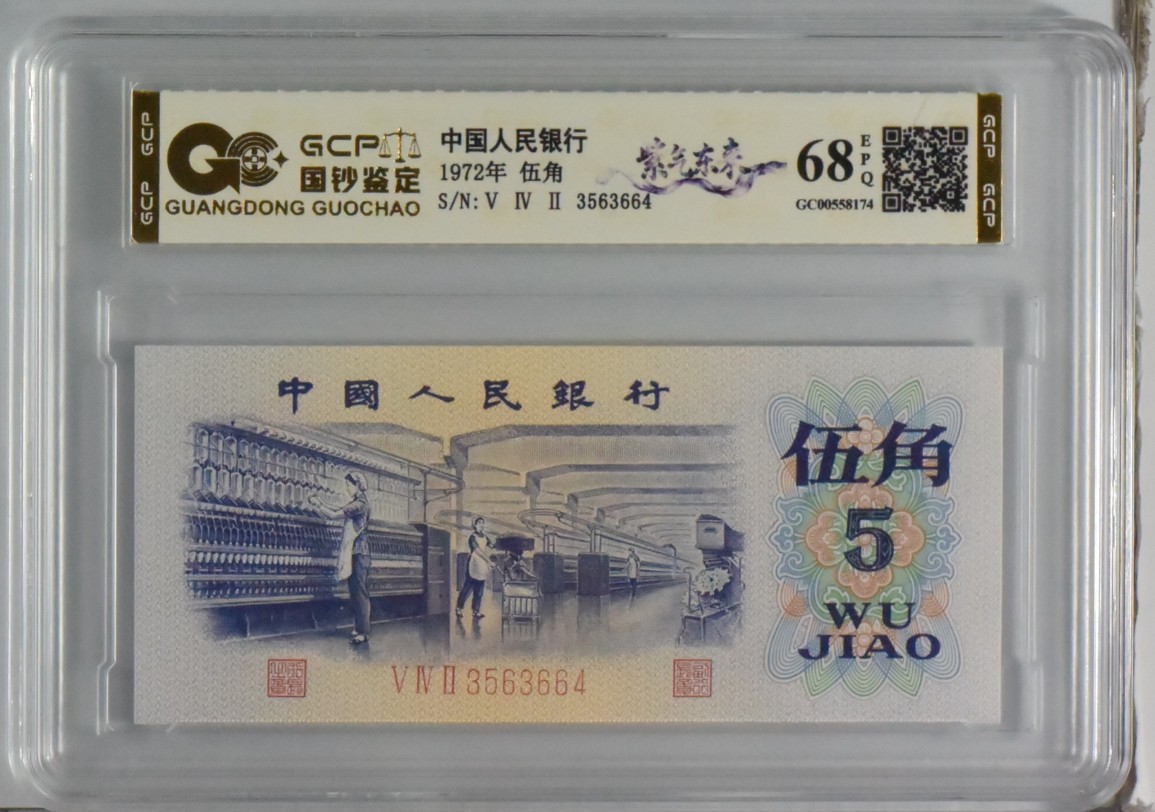 GCP
GCP
GCP
国钞鉴定
GUANGDONG GUOCHAO
中国人民银行
1972年 伍角
S/N: V IV II 3563664
紫气东来
68
EPQ
GC00558174
GCP
GCP
中國人民銀行
伍角
5
WU
JIAO
V IV II 3563664